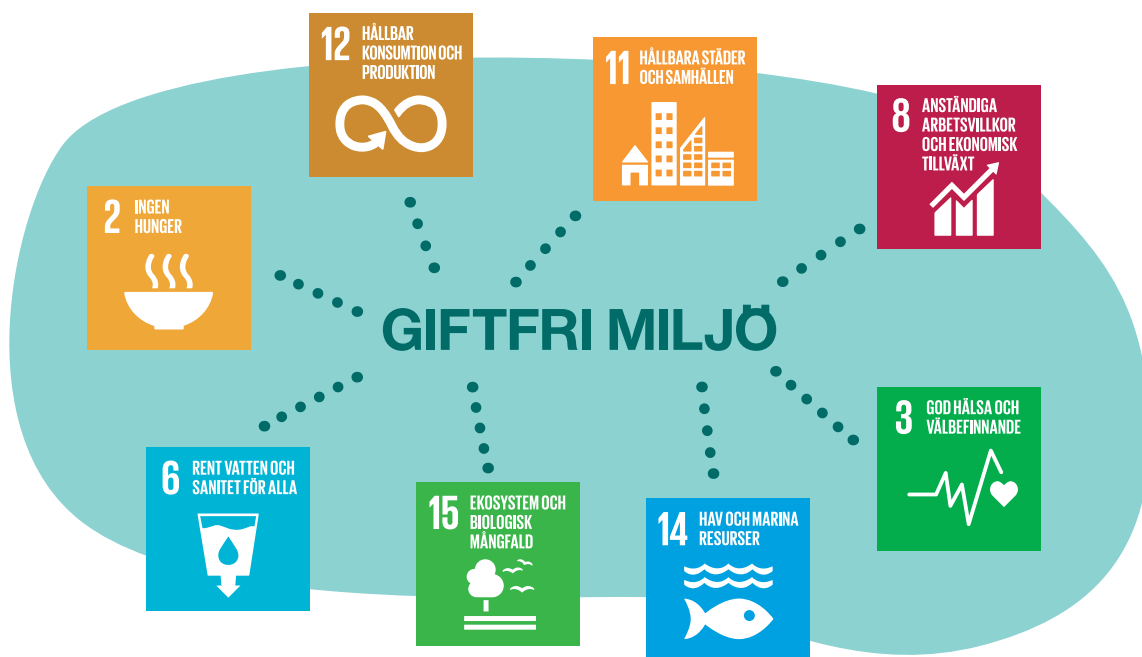 12 HÅLLBAR
KONSUMTION OCH
PRODUKTION
11 HÅLLBARA STÄDER
OCH SAMHÄLLEN
8 ANSTÄNDIGA
ARBETSVILLKOR
OCH EKONOMISK
TILLVÄXT
2 INGEN
HUNGER
GIFTFRI MILJÖ
3 GOD HÄLSA OCH
VÄLBEFINNANDE
6 RENT VATTEN OCH
SANITET FÖR ALLA
15 EKOSYSTEM OCH
BIOLOGISK
MÅNGFALD
14 HAV OCH MARINA
RESURSER